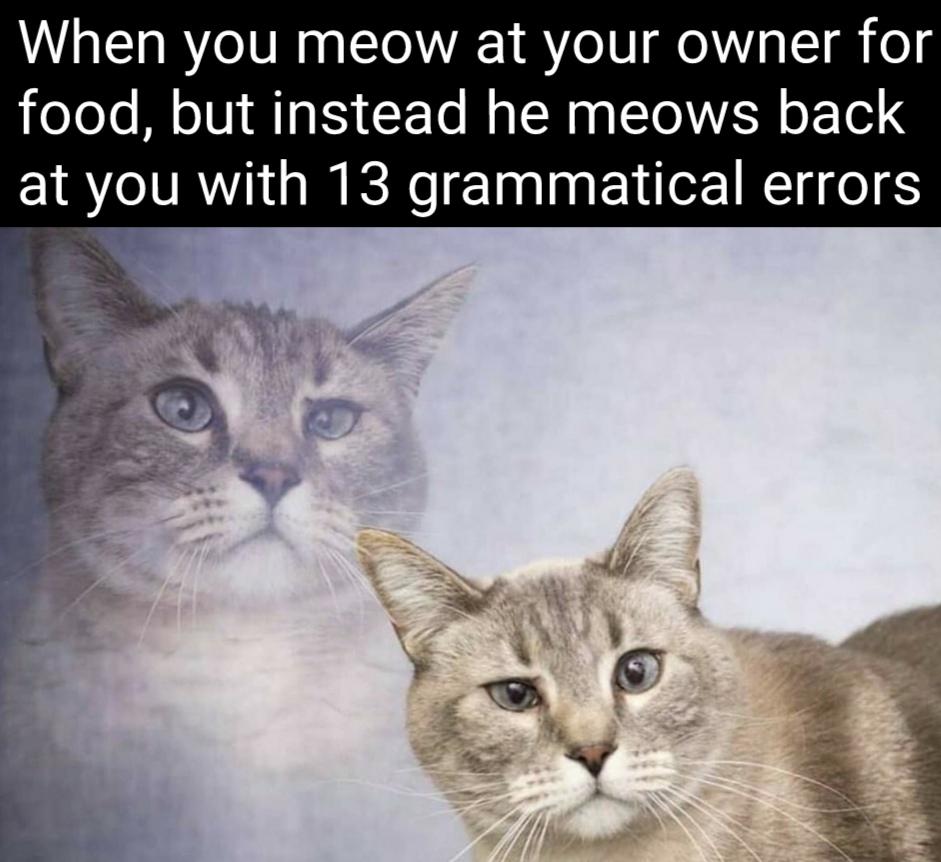 When you meow at your owner for
food, but instead he meows back
at you with 13 grammatical errors